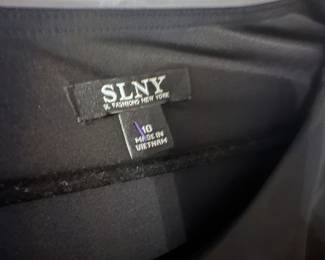 SLNY
SL FASHIONS NEW YORK
10
MADE IN
VIETNAM